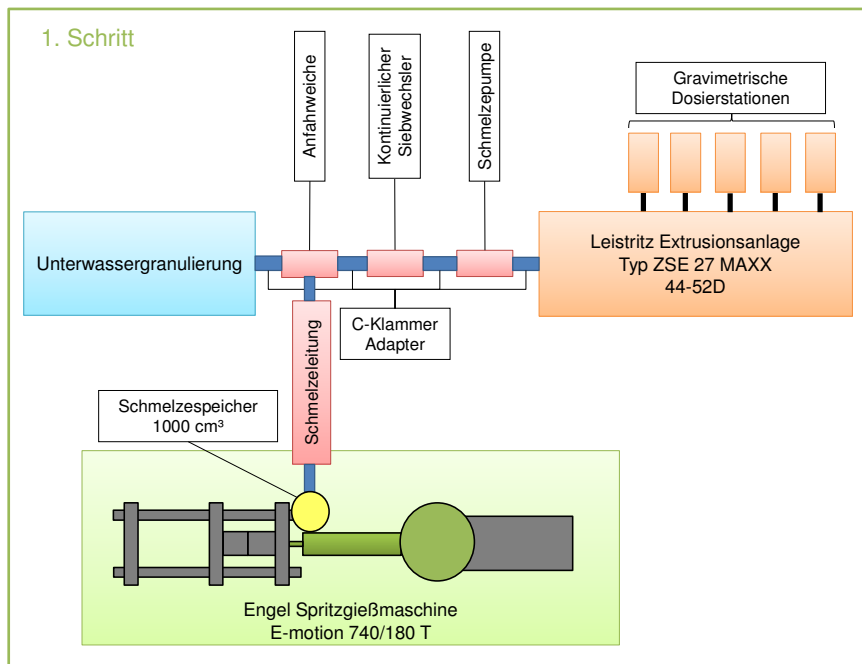 1. Schritt
Anfahrweiche
Kontinuierlicher
Siebwechsler
Schmelzepumpe
Gravimetrische
Dosierstationen
Unterwassergranulierung
Leistritz Extrusionsanlage
Typ ZSE 27 MAXX
44-52D
C-Klammer
Adapter
Schmelzeleitung
Schmelzespeicher
1000 cm³
Engel Spritzgießmaschine
E-motion 740/180 T